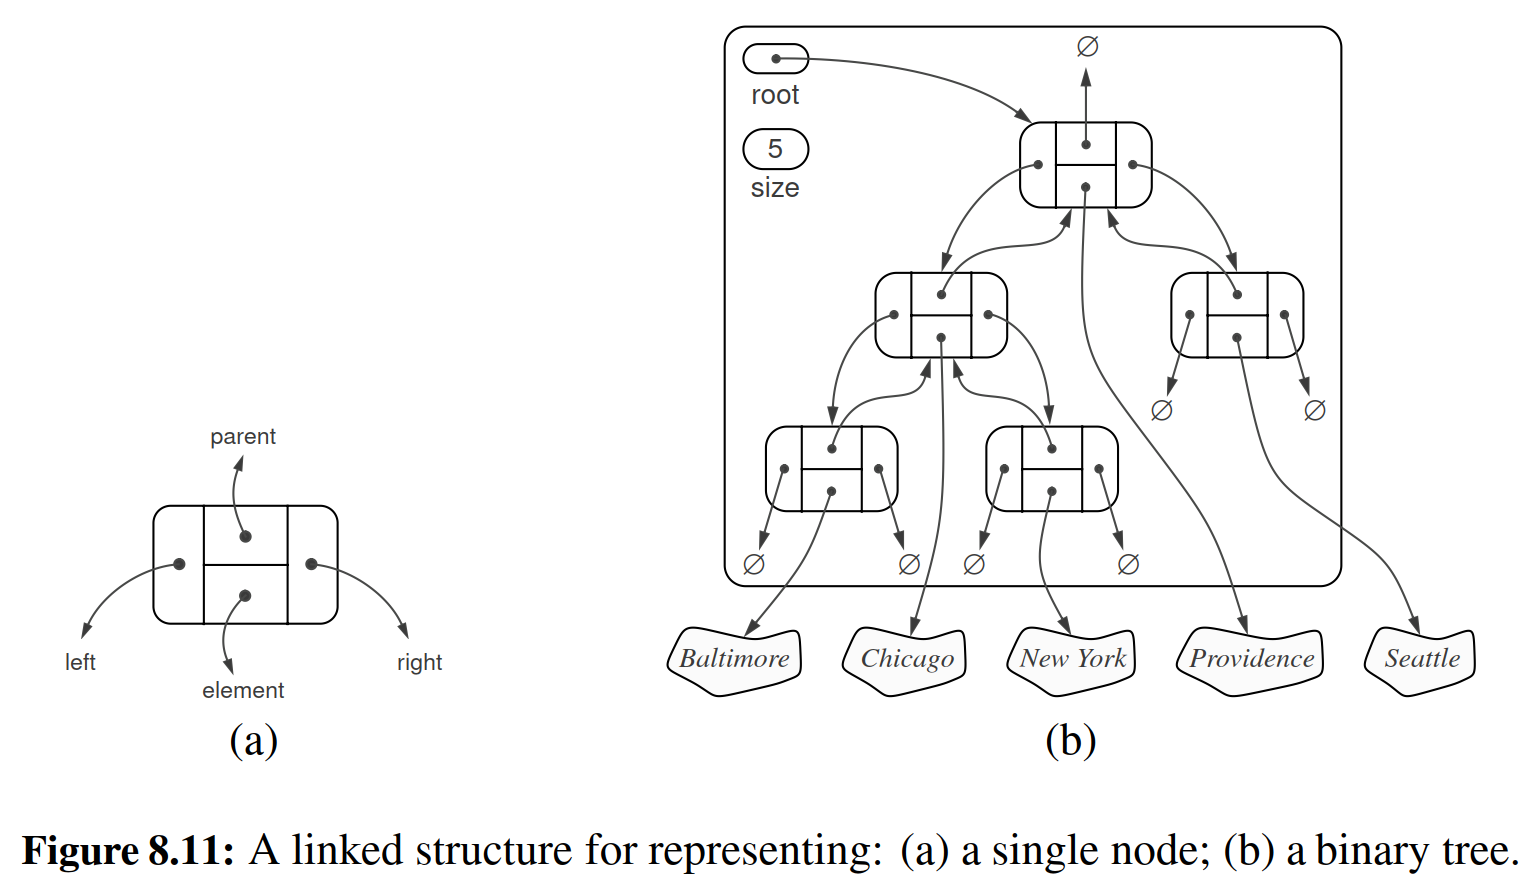 parent
left
right
element
(a)
∅
root
5
size
∅
∅
∅
∅
∅
∅
Baltimore
Chicago
New York
Providence
Seattle
(b)
Figure 8.11: A linked structure for representing: (a) a single node; (b) a binary tree.